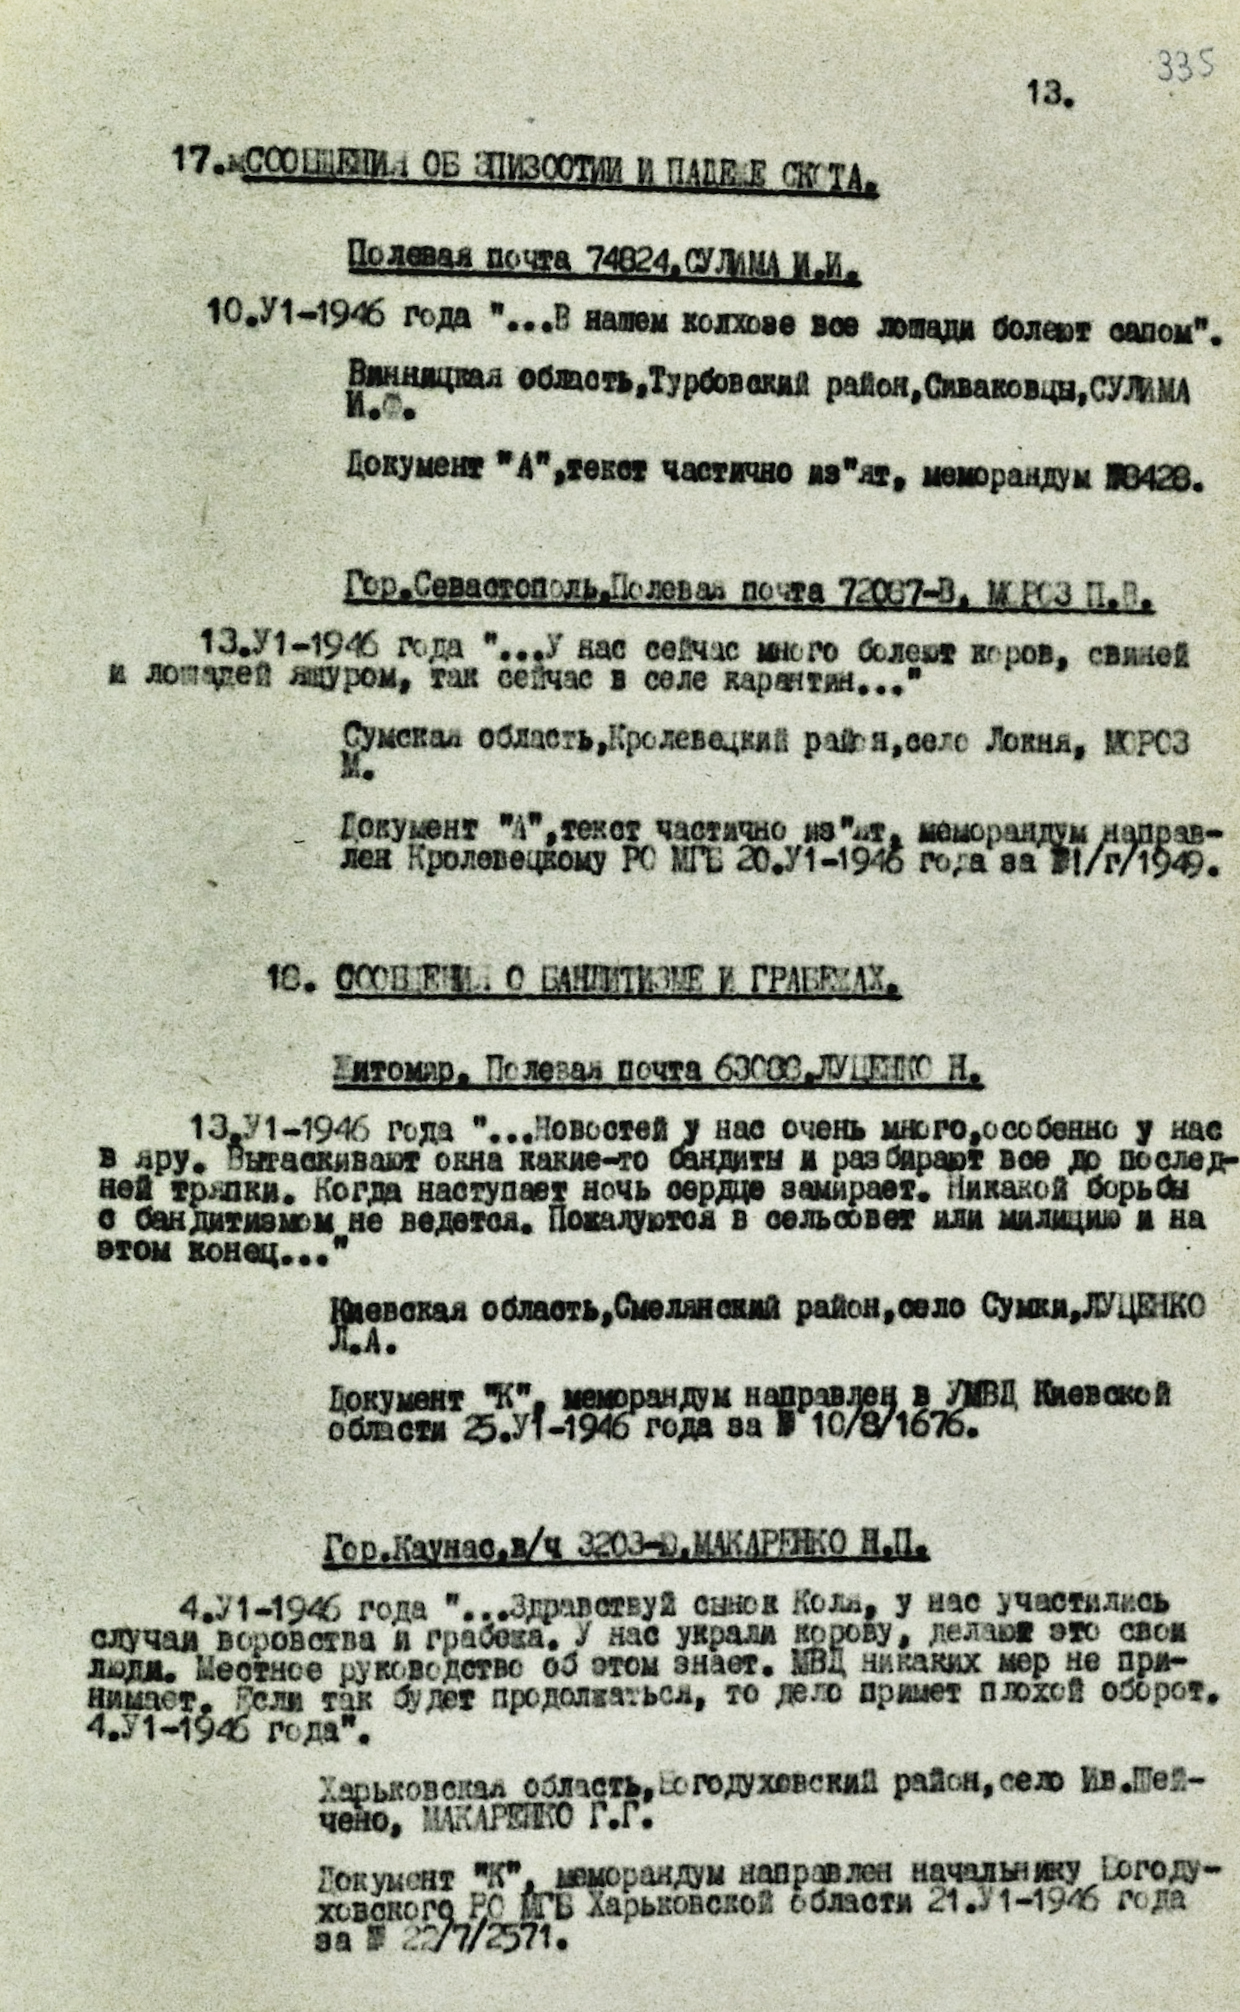 335
13.
17. СООБЩЕНИЯ ОБ ЭПИЗООТИИ И ПАДЕЖЕ СКОТА.
Полевая почта 74824,СУЛИМА И.И.
10.У1-1946 года "...В нашем колхозе все лошади болеют сапом".
Винницкая область,Турбовский район,Сиваковцы,СУЛИМА
И.Ф.
Документ "А",текст частично из"ят, меморандум №8428.
Гор.Севастополь,Полевая почта 72087-В, МОРОЗ П.В.
13.У1-1946 года "...У нас сейчас много болеют коров, свиней
и лошадей ящуром, так сейчас в селе карантин..."
Сумская область,Кролевецкий район,село Локня, МОРОЗ
М.
Документ "А",текст частично из"ят, меморандум направ-
лен Кролевецкому РО МГБ 20.У1-1946 года за №1/г/1949.
18. СООБЩЕНИЯ О БАНДИТИЗМЕ И ГРАБЕЖАХ.
Житомир. Полевая почта ЛУЦЕНКО Н.
13.У1-1946 года "...Новостей у нас очень много,особенно у нас
в яру. Вытаскивают окна какие-то бандиты и разбирают все до послед-
ней тряпки. Когда наступает ночь сердце замирает. Никакой борьбы
с бандитизмом не ведется. Пожалуются в сельсовет или милицию и на
этом конец..."
Киевская область,Смелянский район,село Сумки,ЛУЦЕНКО
Л.А.
Документ "К", меморандум направлен в УМВД Киевской
области 25.У1-1946 года за № 10/8/1676.
Гор.Каунас,в/ч 3203-Ю,МАКАРЕНКО Н.П.
4.У1-1946 года "...Здравствуй сынок Коля, у нас участились
случаи воровства и грабежа. У нас украли корову, делают это свои
люди. Местное руководство об этом знает. МВД никаких мер не при-
нимает. Если так будет продолжаться, то дело примет плохой оборот.
4.У1-1946 года".
Харьковская область,Богодуховский район,село Ив.Шей-
чено, МАКАРЕНКО Г.Г.
Документ "К", меморандум направлен начальнику Богоду-
ховского РО МГБ Харьковской области 21.У1-1946 года
за № 22/7/2571.